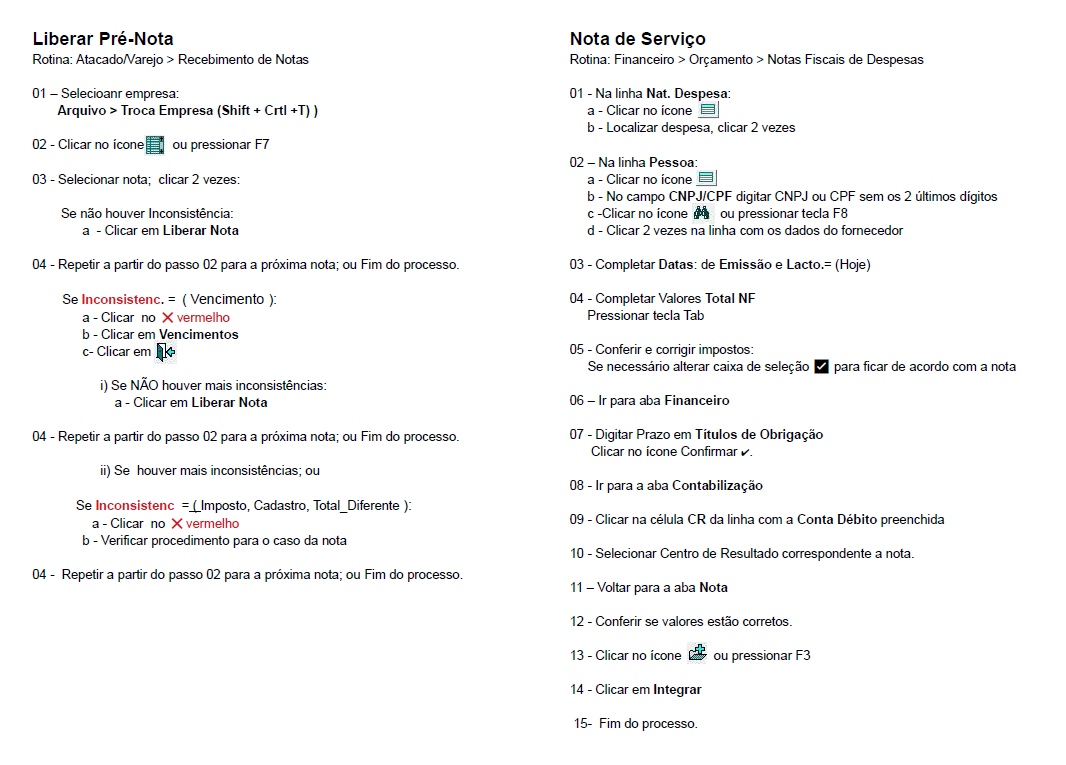 Liberar Pré-Nota
Rotina: Atacado/Varejo > Recebimento de Notas
01 – Selecioanr empresa:
Arquivo > Troca Empresa (Shift + Crtl +T) )
02 - Clicar no ícone ou pressionar F7
03 - Selecionar nota; clicar 2 vezes:
Se não houver Inconsistência:
a - Clicar em Liberar Nota
04 - Repetir a partir do passo 02 para a próxima nota; ou Fim do processo.
Se Inconsistenc. = ( Vencimento ):
a - Clicar no ✕ vermelho
b - Clicar em Vencimentos
c- Clicar em
i) Se NÃO houver mais inconsistências:
a - Clicar em Liberar Nota
04 - Repetir a partir do passo 02 para a próxima nota; ou Fim do processo.
ii) Se houver mais inconsistências; ou
Se Inconsistenc =( Imposto, Cadastro, Total_Diferente ):
a - Clicar no ✕ vermelho
b - Verificar procedimento para o caso da nota
04 - Repetir a partir do passo 02 para a próxima nota; ou Fim do processo.
Nota de Serviço
Rotina: Financeiro > Orçamento > Notas Fiscais de Despesas
01 - Na linha Nat. Despesa:
a - Clicar no ícone
b - Localizar despesa, clicar 2 vezes
02 – Na linha Pessoa:
a - Clicar no ícone
b - No campo CNPJ/CPF digitar CNPJ ou CPF sem os 2 últimos dígitos
c -Clicar no ícone ou pressionar tecla F8
d - Clicar 2 vezes na linha com os dados do fornecedor
03 - Completar Datas: de Emissão e Lacto.= (Hoje)
04 - Completar Valores Total NF
Pressionar tecla Tab
05 - Conferir e corrigir impostos:
Se necessário alterar caixa de seleção ✔ para ficar de acordo com a nota
06 – Ir para aba Financeiro
07 - Digitar Prazo em Títulos de Obrigação
Clicar no ícone Confirmar ✔.
08 - Ir para a aba Contabilização
09 - Clicar na célula CR da linha com a Conta Débito preenchida
10 - Selecionar Centro de Resultado correspondente a nota.
11 – Voltar para a aba Nota
12 - Conferir se valores estão corretos.
13 - Clicar no ícone ou pressionar F3
14 - Clicar em Integrar
15- Fim do processo.